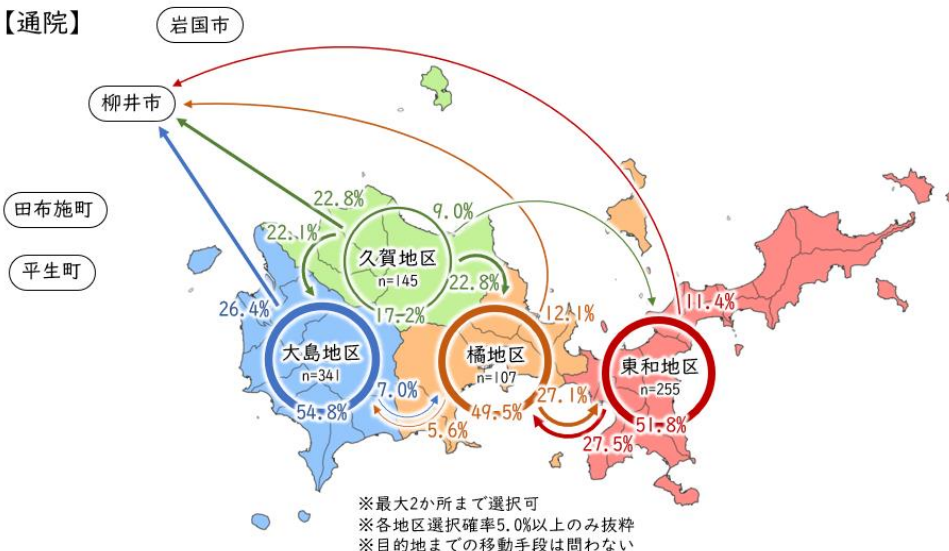 【通院】
岩国市
柳井市
田布施町
平生町
22.8%
9.0%
22.1%
久賀地区
n=145
22.8%
17.2%
26.4%
12.1%
11.4%
大島地区
n=341
橘地区
n=107
東和地区
n=255
7.0%
27.1%
54.8%
49.5%
51.8%
5.6%
27.5%
※最大2か所まで選択可
※各地区選択確率5.0%以上のみ抜粋
※目的地までの移動手段は問わない